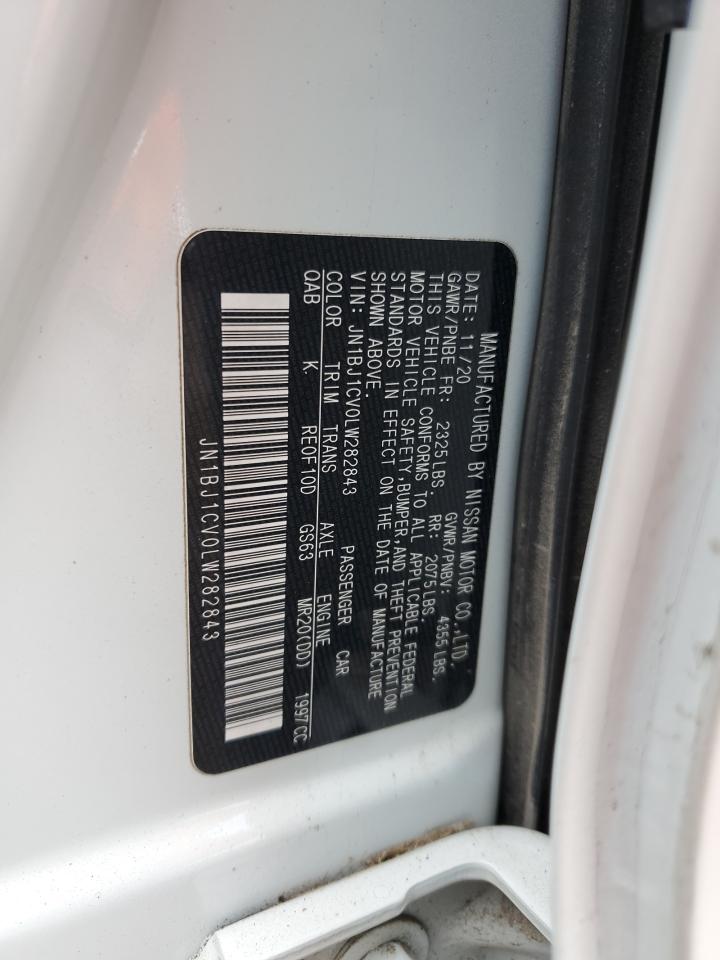 MANUFACTURED BY NISSAN MOTOR CO.,LTD.
DATE: 11/20 GVWR/PNBV: 4355LBS.
GAWR/PNBE FR: 2325LBS. RR: 2075LBS.
THIS VEHICLE CONFORMS TO ALL APPLICABLE FEDERAL
MOTOR VEHICLE SAFETY,BUMPER,AND THEFT PREVENTION
STANDARDS IN EFFECT ON THE DATE OF MANUFACTURE
SHOWN ABOVE.
VIN: JN1BJ1CV0LW282843 PASSENGER CAR
COLOR TRIM TRANS AXLE ENGINE
QAB K RE0F10D GS63 MR20(DD) 1997CC
JN1BJ1CV0LW282843